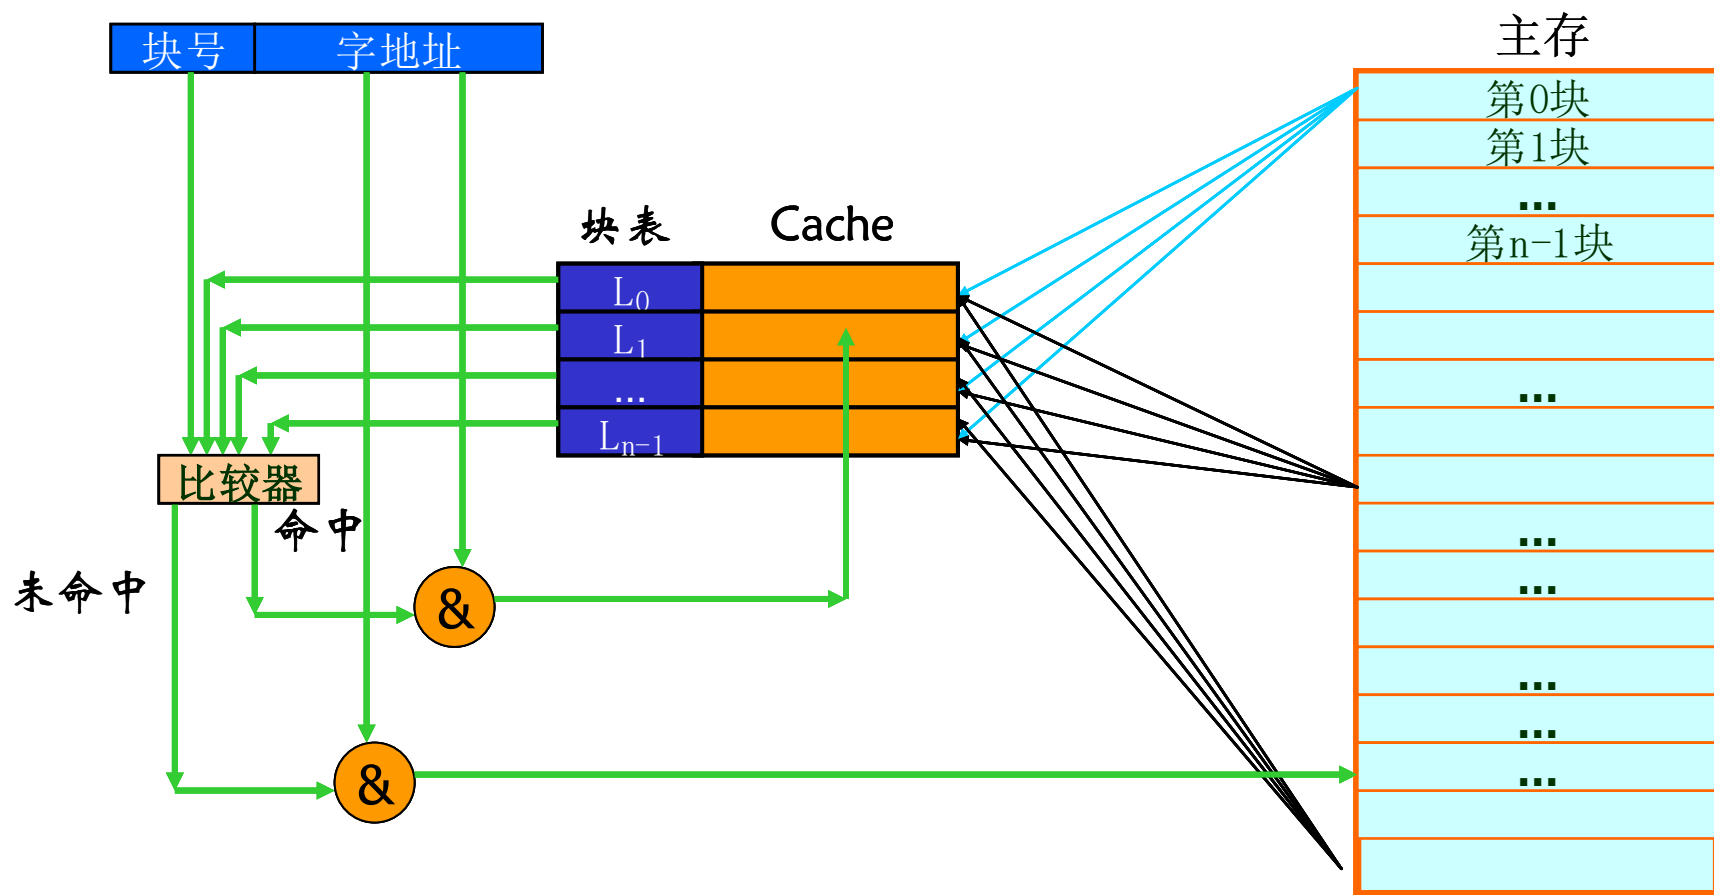 主存
块号 字地址
第0块
第1块
...
第n-1块
块表 Cache
L0
L1
...
Ln-1
...
比较器
命中
未命中
&
&
...
...
...
...
...